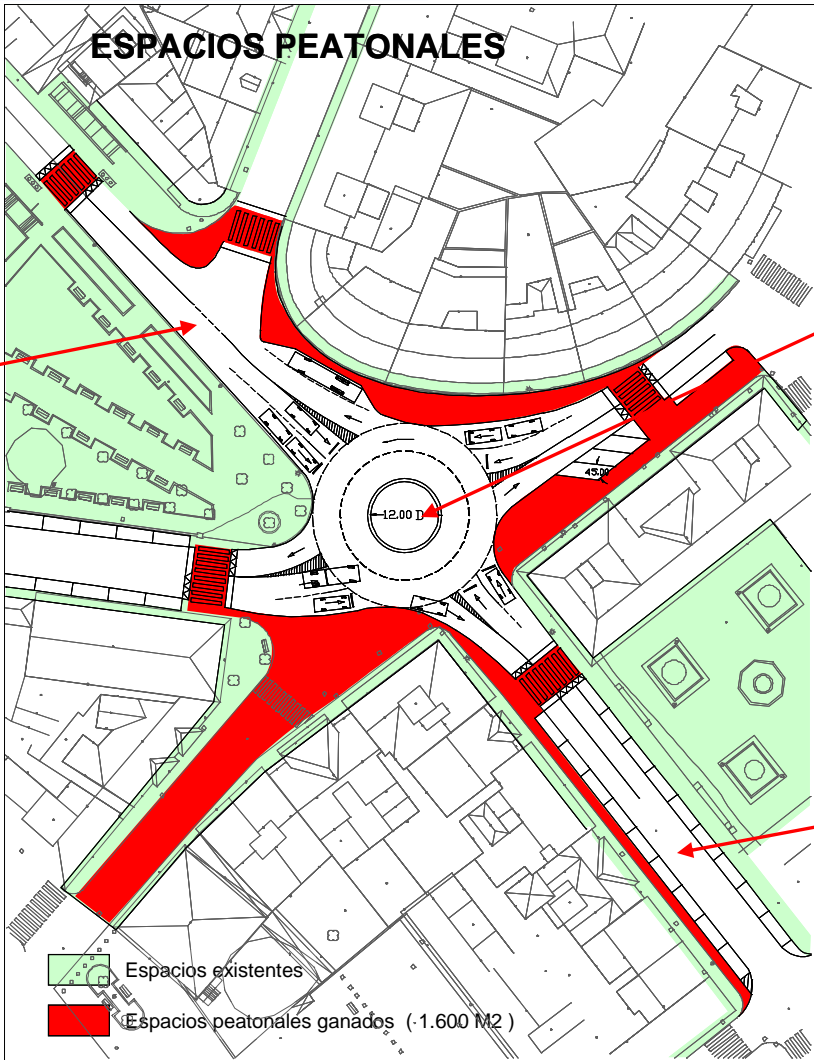 ESPACIOS PEATONALES
45.00
12.00 D
Espacios existentes
Espacios peatonales ganados (·1.600 M2 )